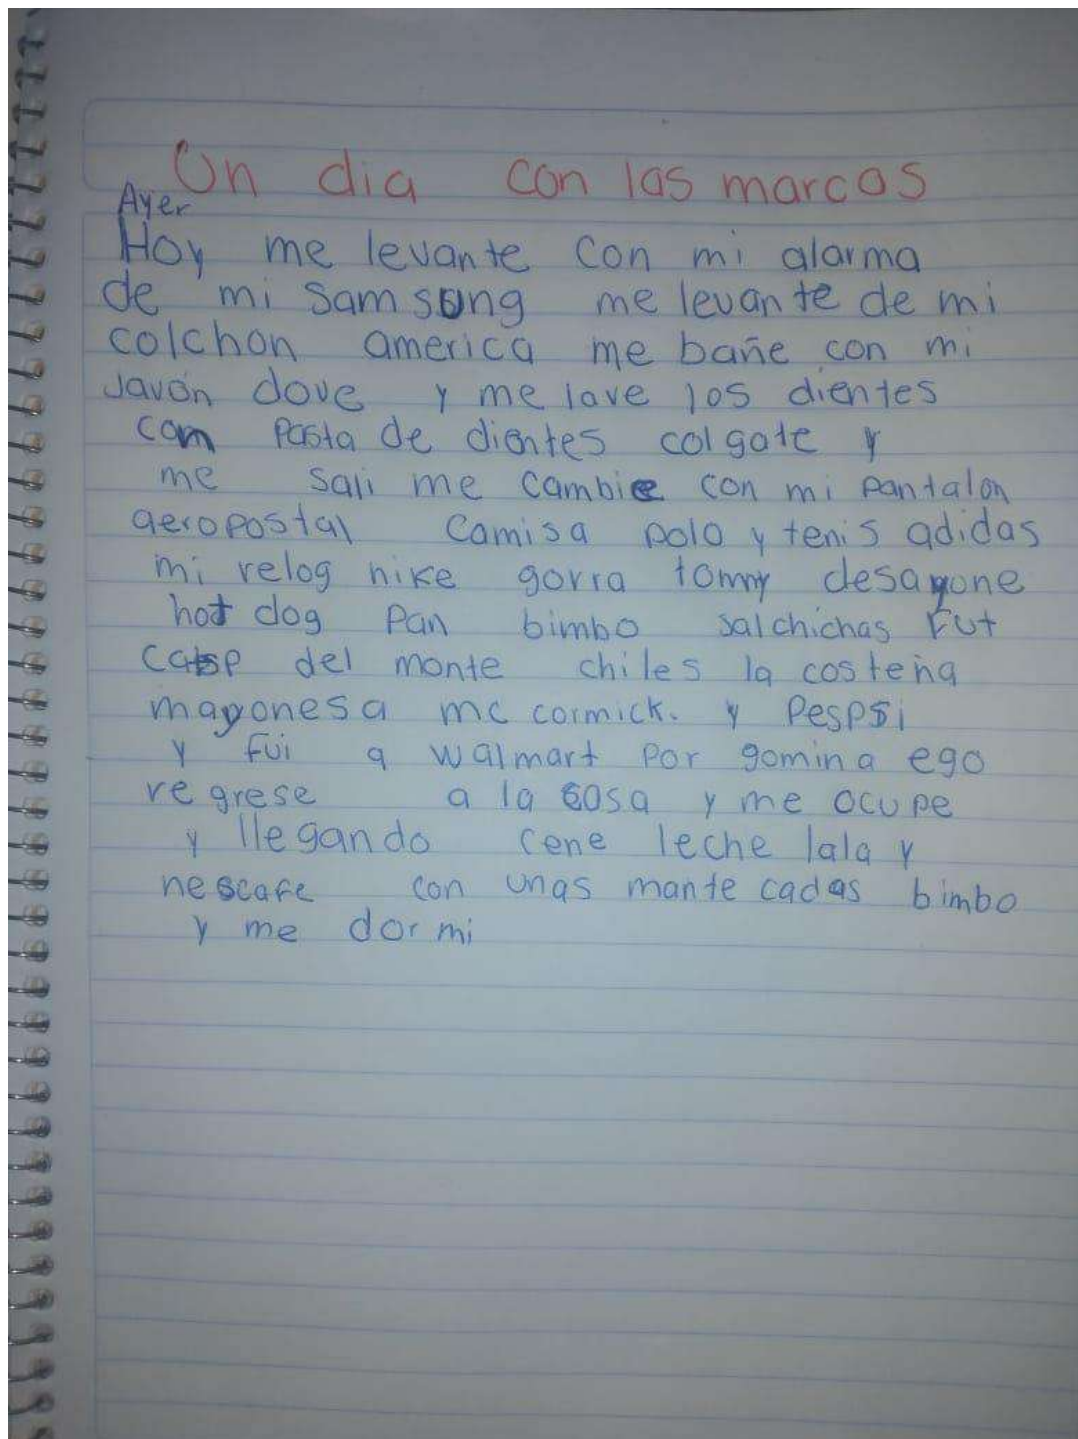 Un dia con las marcas
Ayer
Hoy me levante con mi alarma
de mi Samsung me levante de mi
colchon america me bañe con mi
Javón dove y me lave los dientes
com Pasta de dientes colgate y
me sali me cambie con mi pantalon
aeropostal camisa polo y tenis adidas
mi relog nike gorra tommy desayone
hot dog Pan bimbo salchichas Fut
catsp del monte chiles la costeña
mayonesa mc cormick. y Pespsi
y fui a walmart por gomina ego
regrese a la casa y me ocupe
y llegando cene leche lala y
nescafe con unas mantecadas bimbo
y me dormi